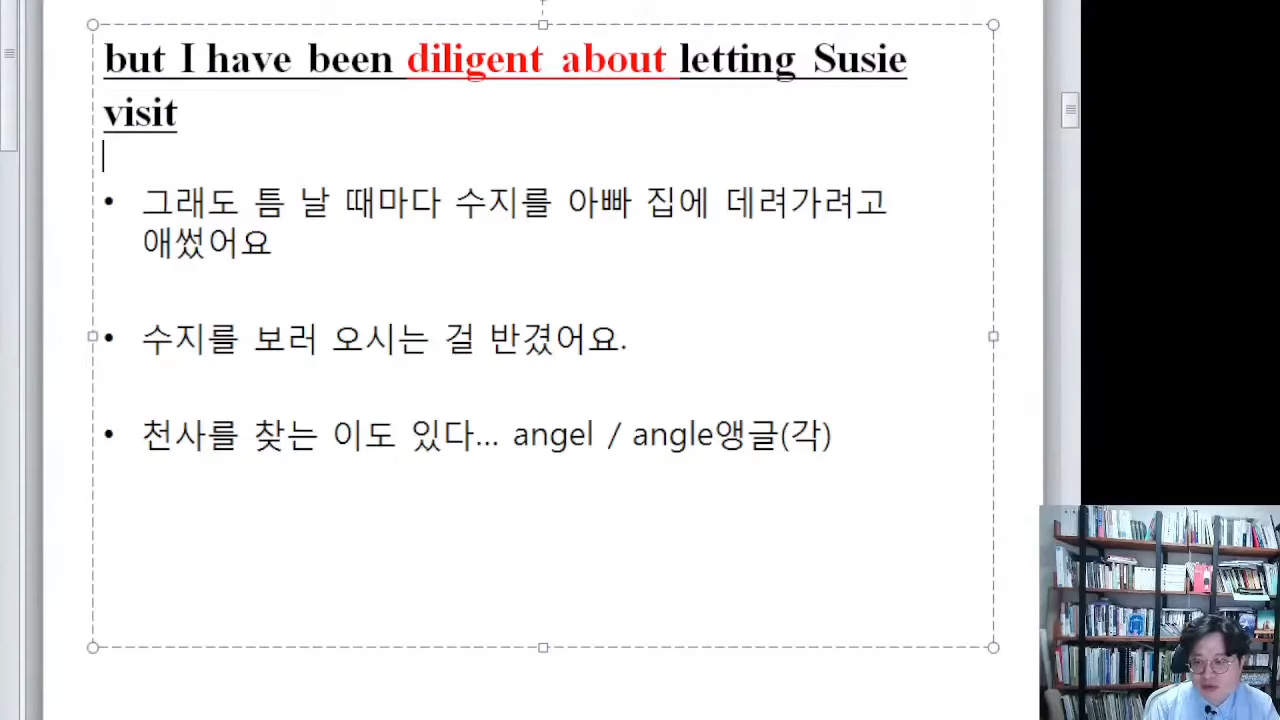 but I have been diligent about letting Susie
visit
• 그래도 틈 날 때마다 수지를 아빠 집에 데려가려고
애썼어요
• 수지를 보러 오시는 걸 반겼어요.
• 천사를 찾는 이도 있다... angel / angle앵글(각)